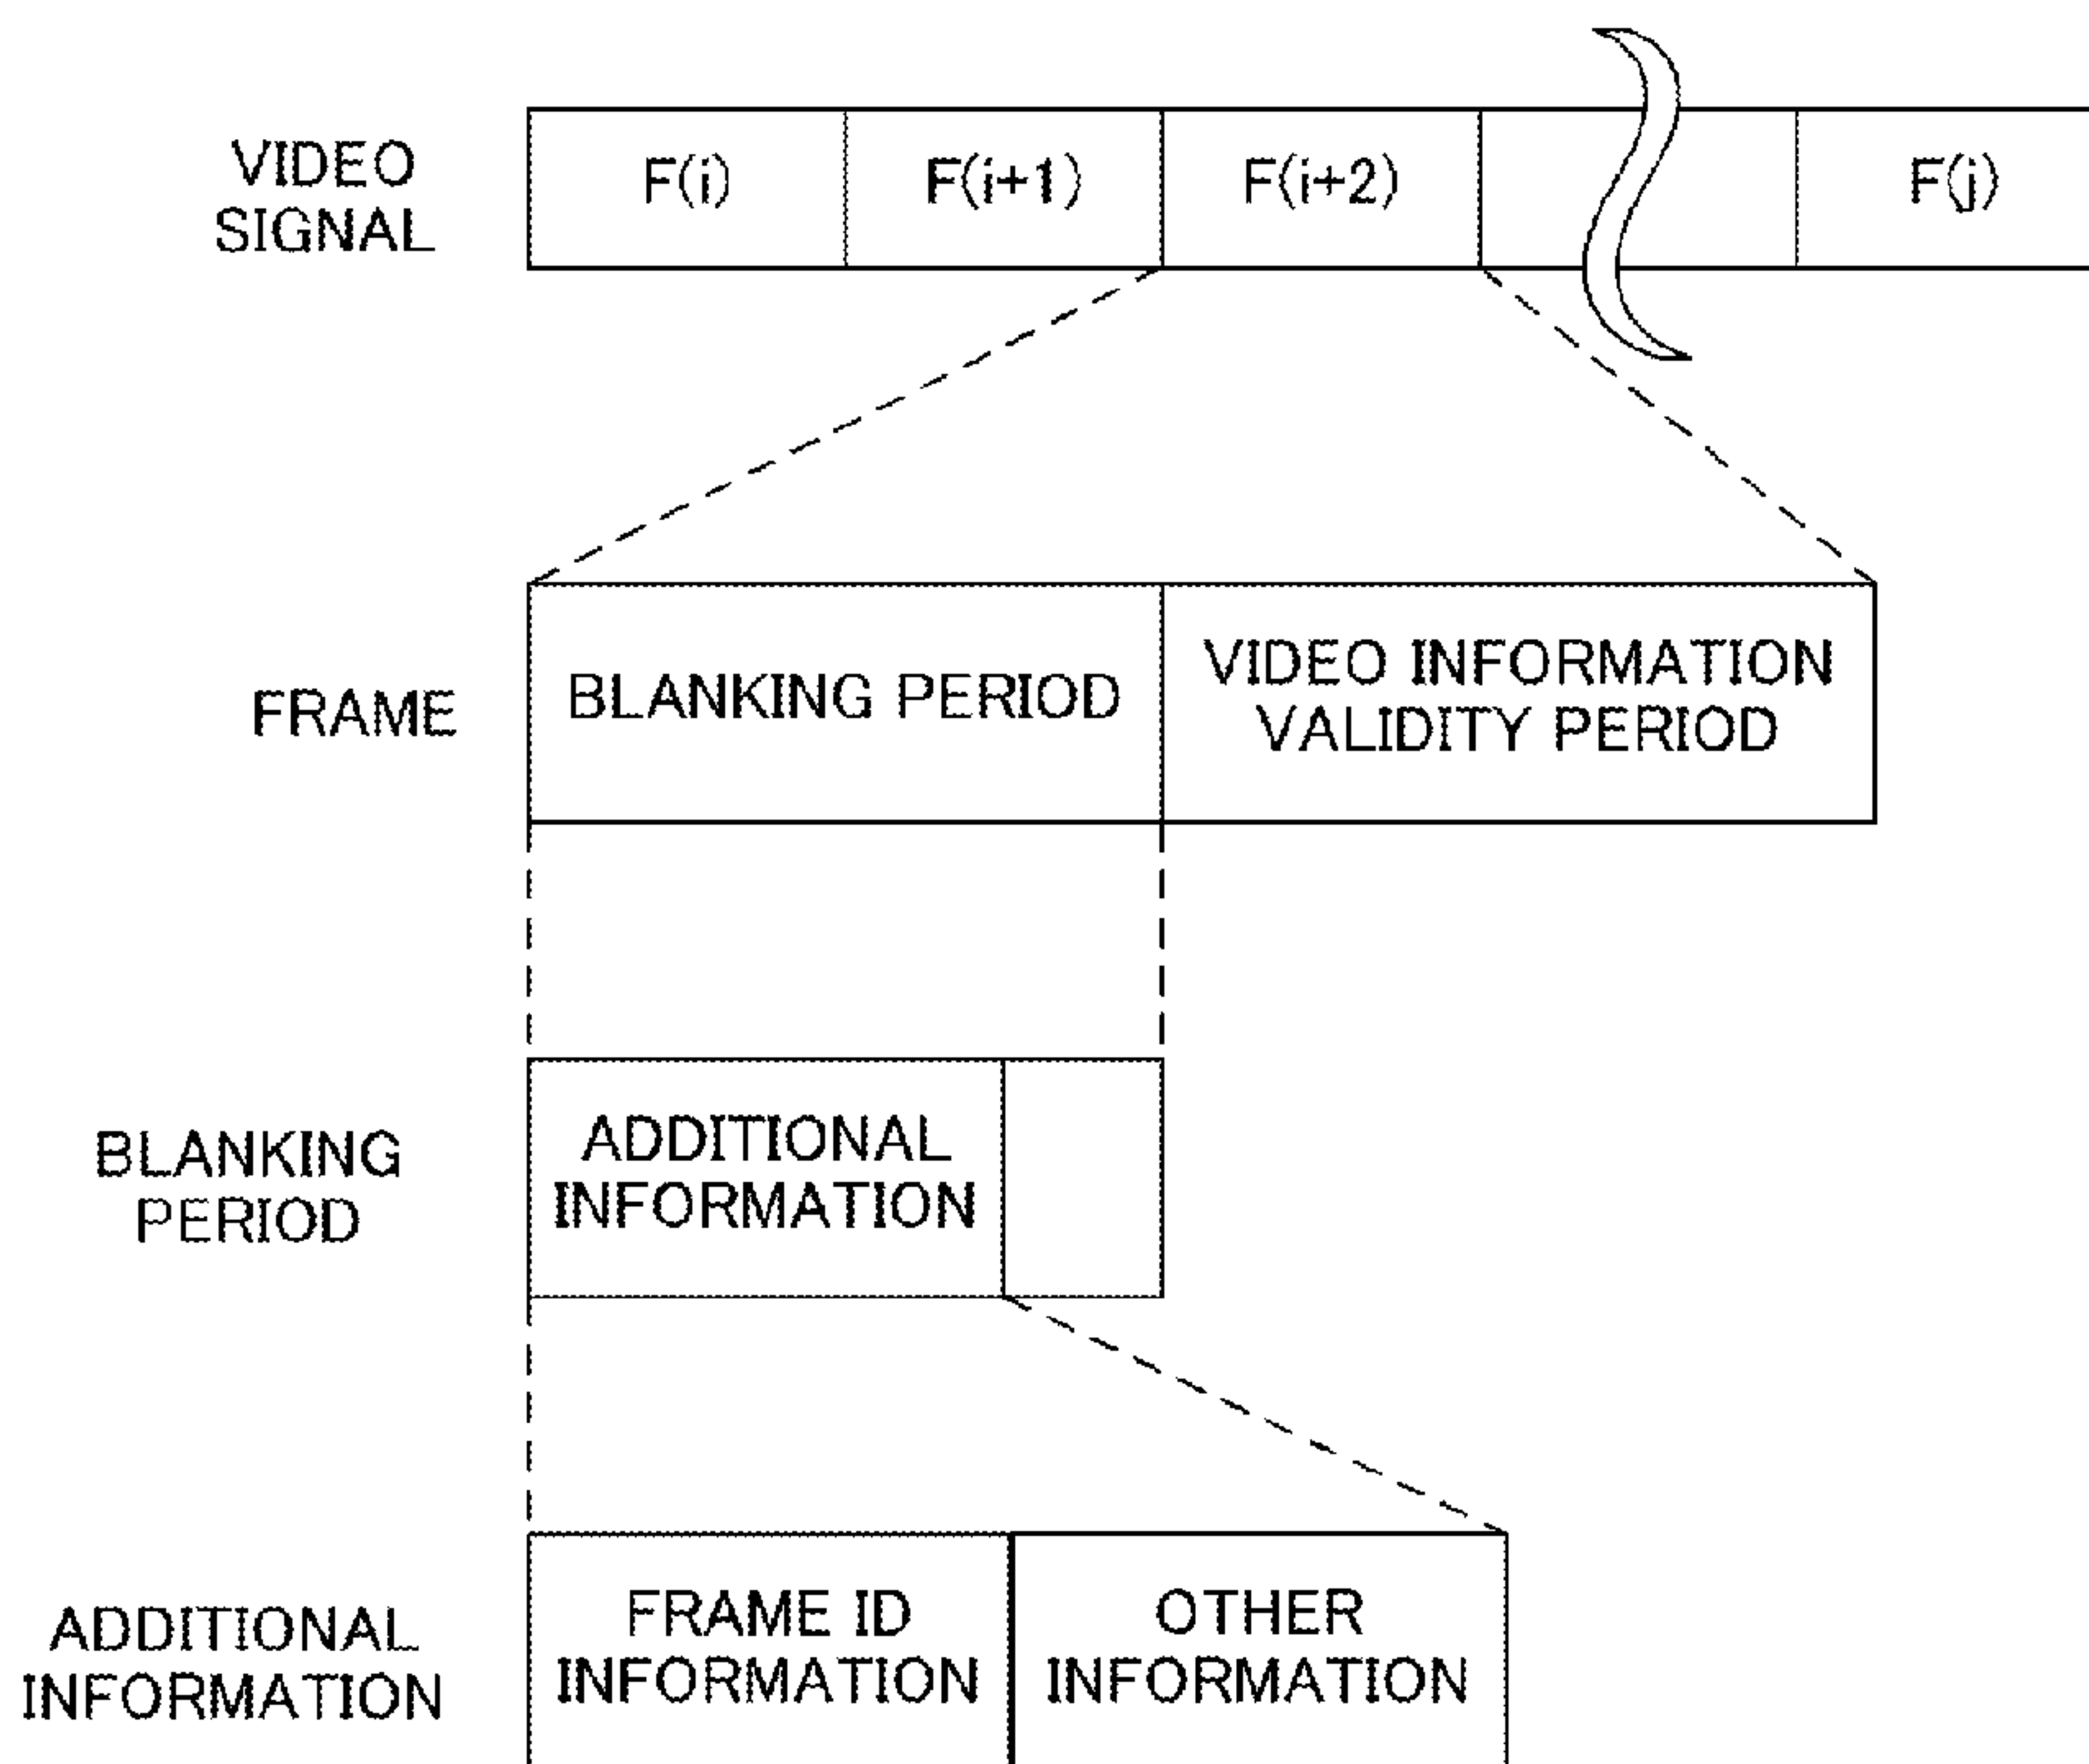 VIDEO
SIGNAL
F(i)
F(i+1)
F(i+2)
F(j)
FRAME
BLANKING PERIOD
VIDEO INFORMATION
VALIDITY PERIOD
BLANKING
PERIOD
ADDITIONAL
INFORMATION
ADDITIONAL
INFORMATION
FRAME ID
INFORMATION
OTHER
INFORMATION